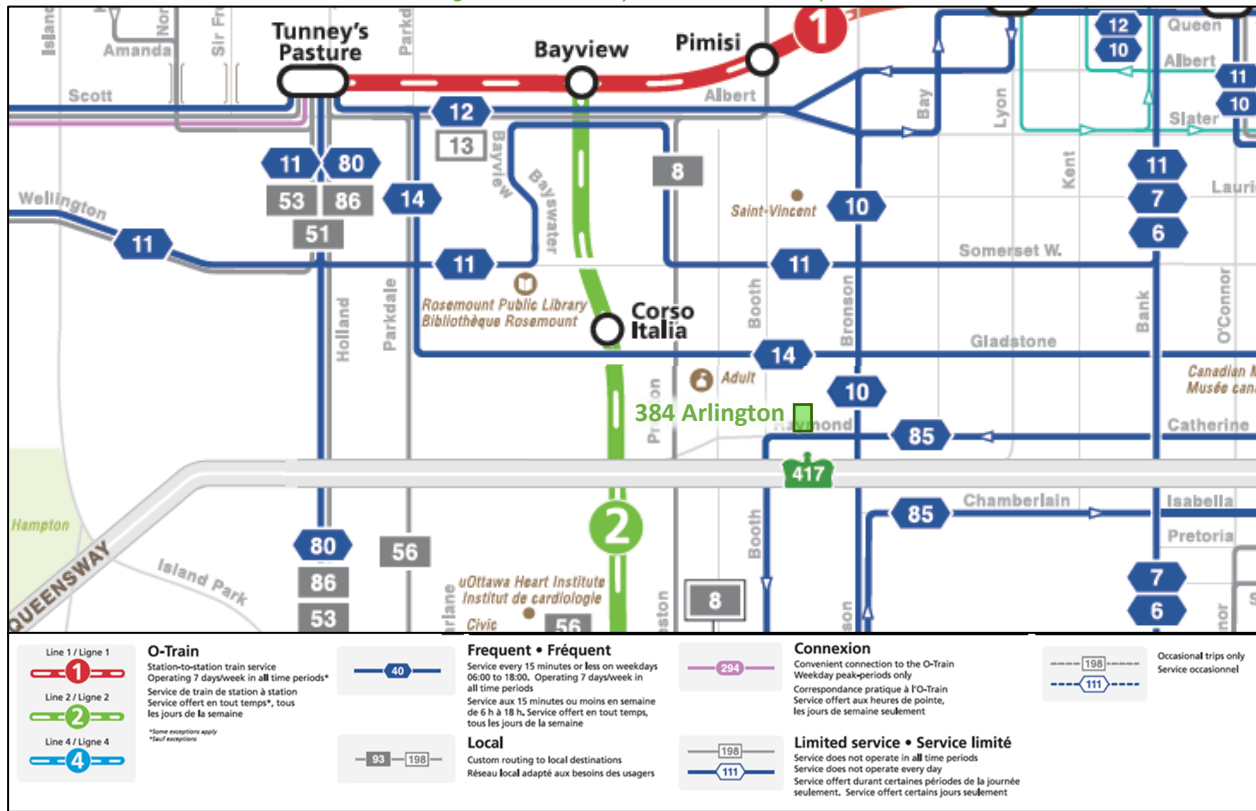 Island
Nor
Sir Fr
Parkd
Amanda
Tunney's
Pasture
Bayview
Pimisi
1
12
10
Queen
Albert
11
10
Slater
Scott
Albert
12
13
Bayview
Bay
Lyon
Kent
11
80
53
86
51
14
8
Bayswater
Saint-Vincent
10
11
7
6
Lauri
Wellington
11
11
11
Somerset W.
Rosemount Public Library
Bibliothèque Rosemount
Corso
Italia
Holland
Parkdale
Booth
Bronson
Bank
O'Connor
14
Gladstone
Adult
10
Canadian M
Musée cana
384 Arlington
85
Catherine
417
2
Hampton
QUEENSWAY
Island Park
80
86
53
56
Booth
85
Chamberlain
Isabella
Pretoria
7
6
uOttawa Heart Institute
Institut de cardiologie
Civic
56
8
rlane
eston
son
nor
Line 1 / Ligne 1
1
Line 2 / Ligne 2
2
Line 4 / Ligne 4
4
O-Train
Station-to-station train service
Operating 7 days/week in all time periods*
Service de train de station à station
Service offert en tout temps*, tous
les jours de la semaine
*Some exceptions apply
*Sauf exceptions
40
Frequent • Fréquent
Service every 15 minutes or less on weekdays
06:00 to 18:00. Operating 7 days/week in
all time periods
Service aux 15 minutes ou moins en semaine
de 6 h à 18 h. Service offert en tout temps,
tous les jours de la semaine
93
198
Local
Custom routing to local destinations
Réseau local adapté aux besoins des usagers
294
Connexion
Convenient connection to the O-Train
Weekday peak-periods only
Correspondance pratique à l'O-Train
Service offert aux heures de pointe,
les jours de semaine seulement
198
111
Limited service • Service limité
Service does not operate in all time periods
Service does not operate every day
Service offert durant certaines périodes de la journée
seulement. Service offert certains jours seulement
198
111
Occasional trips only
Service occasionnel